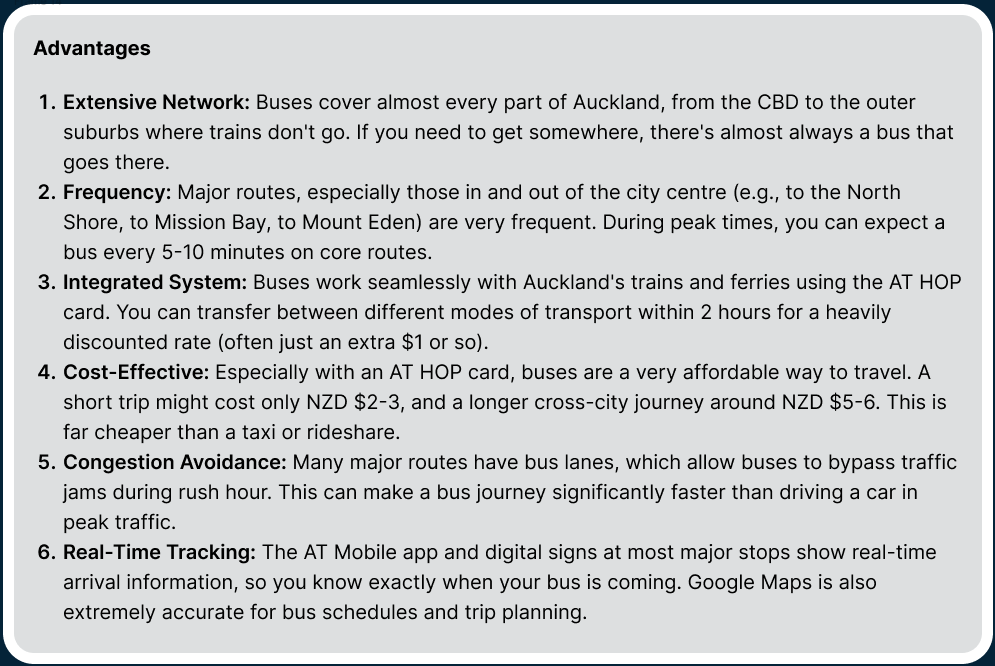 Advantages
1. Extensive Network: Buses cover almost every part of Auckland, from the CBD to the outer
suburbs where trains don't go. If you need to get somewhere, there's almost always a bus that
goes there.
2. Frequency: Major routes, especially those in and out of the city centre (e.g., to the North
Shore, to Mission Bay, to Mount Eden) are very frequent. During peak times, you can expect a
bus every 5-10 minutes on core routes.
3. Integrated System: Buses work seamlessly with Auckland's trains and ferries using the AT HOP
card. You can transfer between different modes of transport within 2 hours for a heavily
discounted rate (often just an extra $1 or so).
4. Cost-Effective: Especially with an AT HOP card, buses are a very affordable way to travel. A
short trip might cost only NZD $2-3, and a longer cross-city journey around NZD $5-6. This is
far cheaper than a taxi or rideshare.
5. Congestion Avoidance: Many major routes have bus lanes, which allow buses to bypass traffic
jams during rush hour. This can make a bus journey significantly faster than driving a car in
peak traffic.
6. Real-Time Tracking: The AT Mobile app and digital signs at most major stops show real-time
arrival information, so you know exactly when your bus is coming. Google Maps is also
extremely accurate for bus schedules and trip planning.